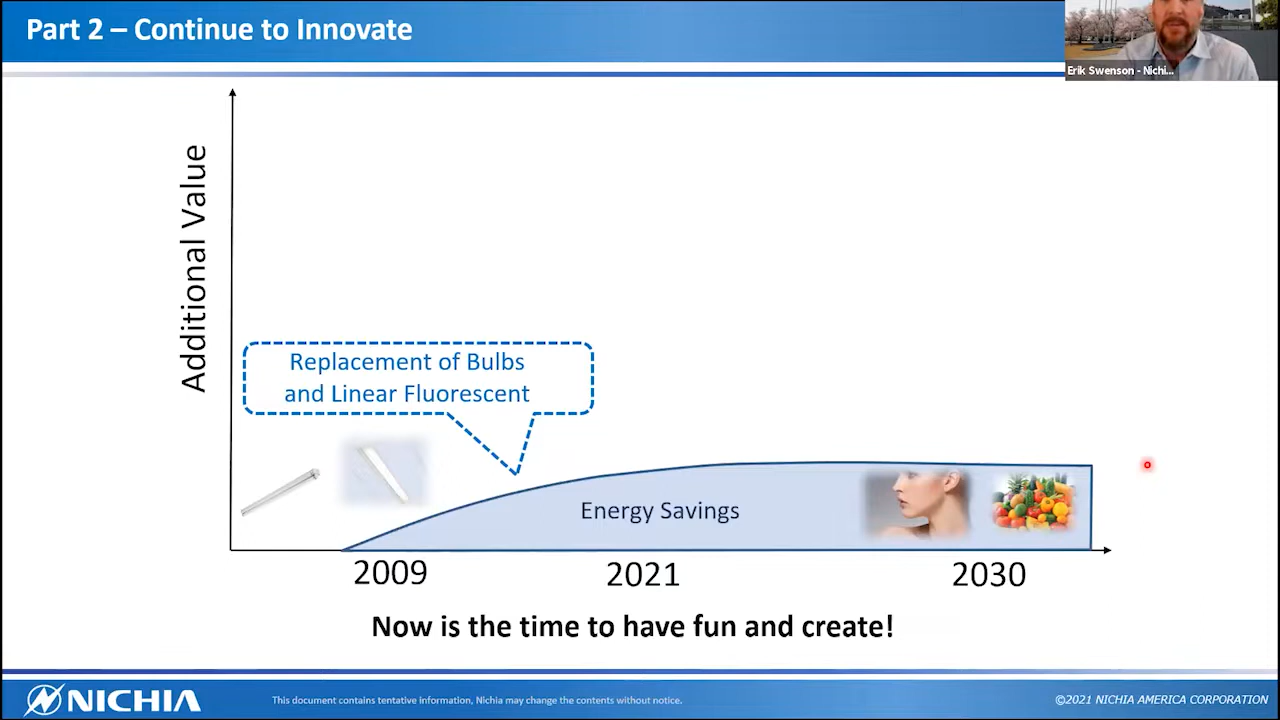 Part 2 – Continue to Innovate
Erik Swenson - Nichi...
Additional Value
Replacement of Bulbs
and Linear Fluorescent
Energy Savings
2009
2021
2030
Now is the time to have fun and create!
NICHIA
This document contains tentative information, Nichia may change the contents without notice.
©2021 NICHIA AMERICA CORPORATION